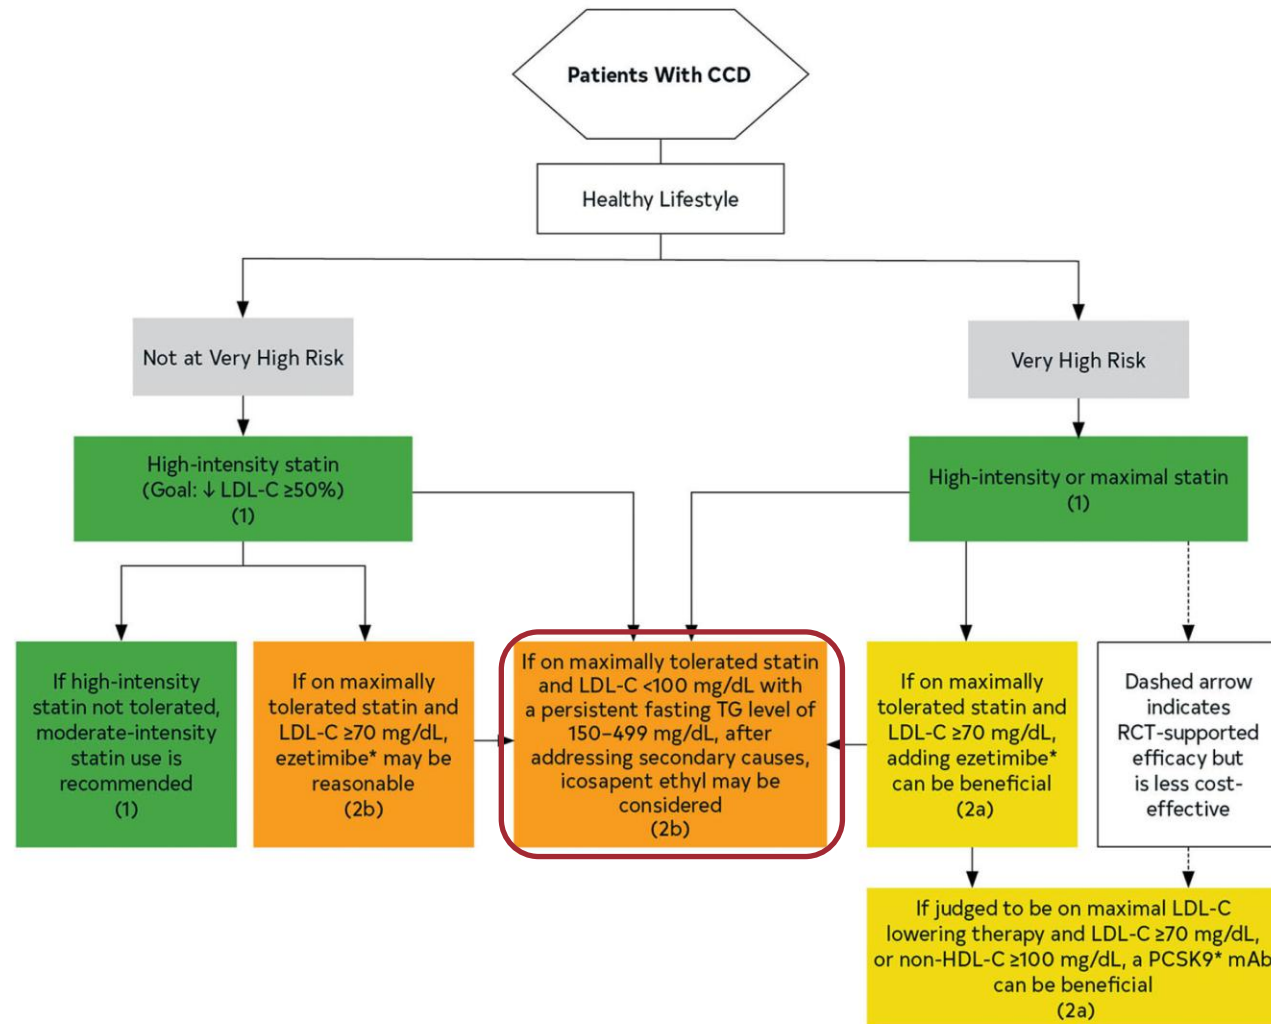 Patients With CCD
Healthy Lifestyle
Not at Very High Risk
Very High Risk
High-intensity statin
(Goal: ↓ LDL-C ≥50%)
(1)
High-intensity or maximal statin
(1)
If high-intensity
statin not tolerated,
moderate-intensity
statin use is
recommended
(1)
If on maximally
tolerated statin and
LDL-C ≥70 mg/dL,
ezetimibe* may be
reasonable
(2b)
If on maximally tolerated statin
and LDL-C <100 mg/dL with
a persistent fasting TG level of
150–499 mg/dL, after
addressing secondary causes,
icosapent ethyl may be
considered
(2b)
If on maximally
tolerated statin and
LDL-C ≥70 mg/dL,
adding ezetimibe*
can be beneficial
(2a)
Dashed arrow
indicates
RCT-supported
efficacy but
is less cost-
effective
If judged to be on maximal LDL-C
lowering therapy and LDL-C ≥70 mg/dL,
or non-HDL-C ≥100 mg/dL, a PCSK9* mAb
can be beneficial
(2a)